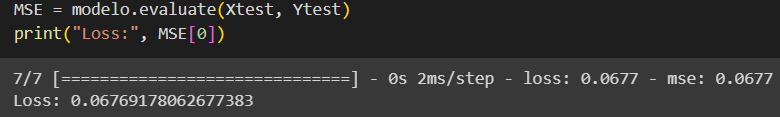 MSE = modelo.evaluate(Xtest, Ytest)
print("Loss:", MSE[0])
7/7 [==============================] - 0s 2ms/step - loss: 0.0677 - mse: 0.0677
Loss: 0.06769178062677383